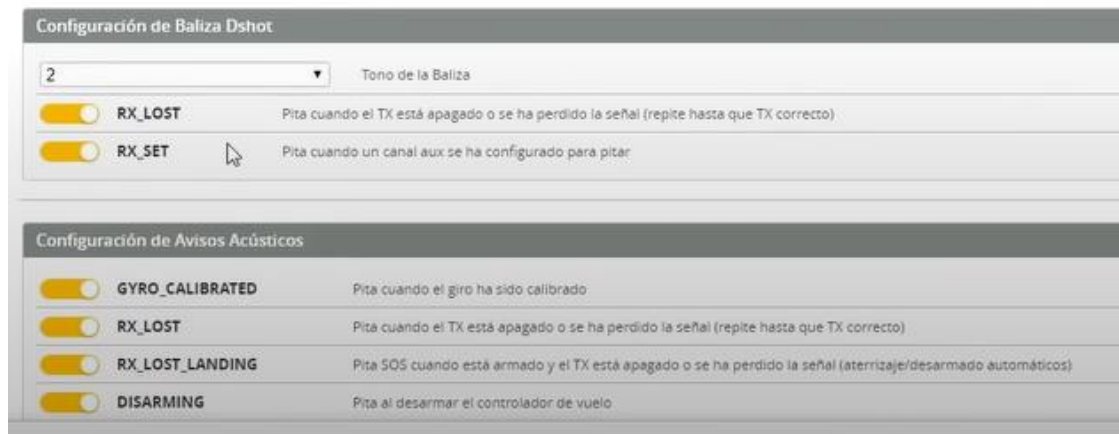 Configuración de Baliza Dshot
2 Tono de la Baliza
RX_LOST Pita cuando el TX está apagado o se ha perdido la señal (repite hasta que TX correcto)
RX_SET Pita cuando un canal aux se ha configurado para pitar
Configuración de Avisos Acústicos
GYRO_CALIBRATED Pita cuando el giro ha sido calibrado
RX_LOST Pita cuando el TX está apagado o se ha perdido la señal (repite hasta que TX correcto)
RX_LOST_LANDING Pita SOS cuando está armado y el TX está apagado o se ha perdido la señal (aterrizaje/desarmado automáticos)
DISARMING Pita al desarmar el controlador de vuelo